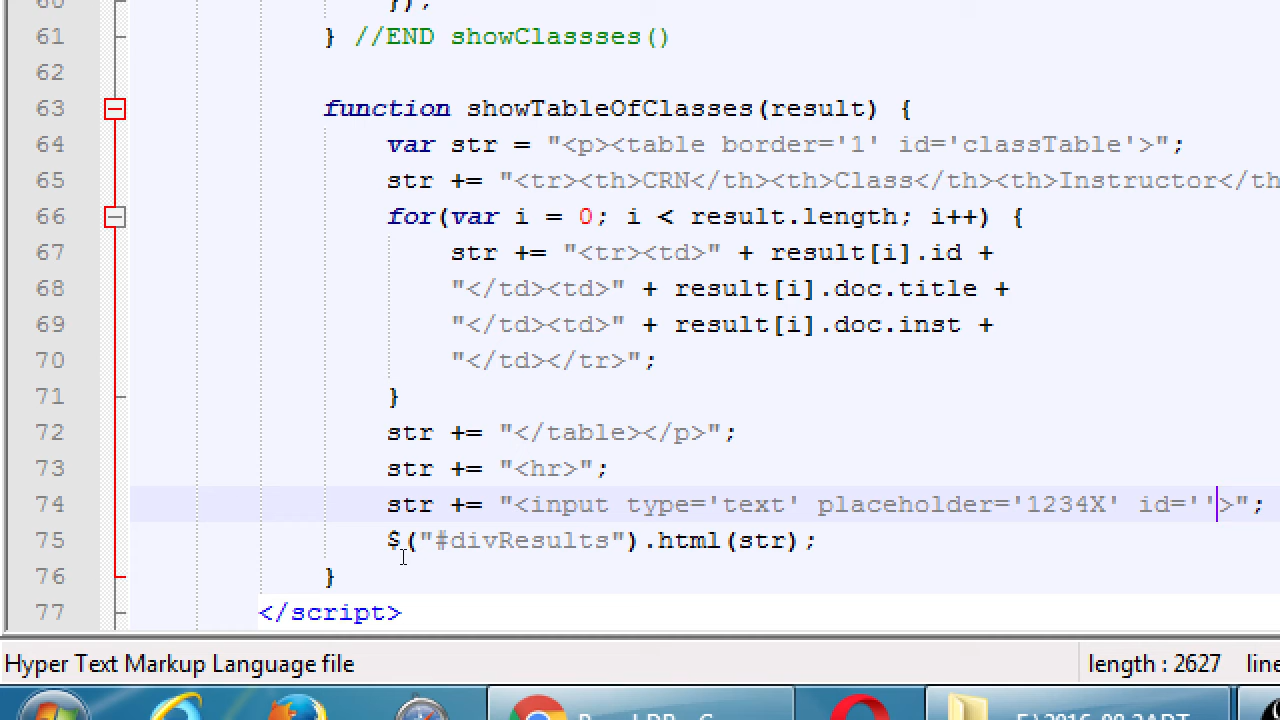 60 });
61 } //END showClassses()
62
63 function showTableOfClasses(result) {
64 var str = "<p><table border='1' id='classTable'>";
65 str += "<tr><th>CRN</th><th>Class</th><th>Instructor</th
66 for(var i = 0; i < result.length; i++) {
67 str += "<tr><td>" + result[i].id +
68 "</td><td>" + result[i].doc.title +
69 "</td><td>" + result[i].doc.inst +
70 "</td></tr>";
71 }
72 str += "</table></p>";
73 str += "<hr>";
74 str += "<input type='text' placeholder='1234X' id=''>";
75 $("#divResults").html(str);
76 }
77 </script>
Hyper Text Markup Language file length : 2627 line